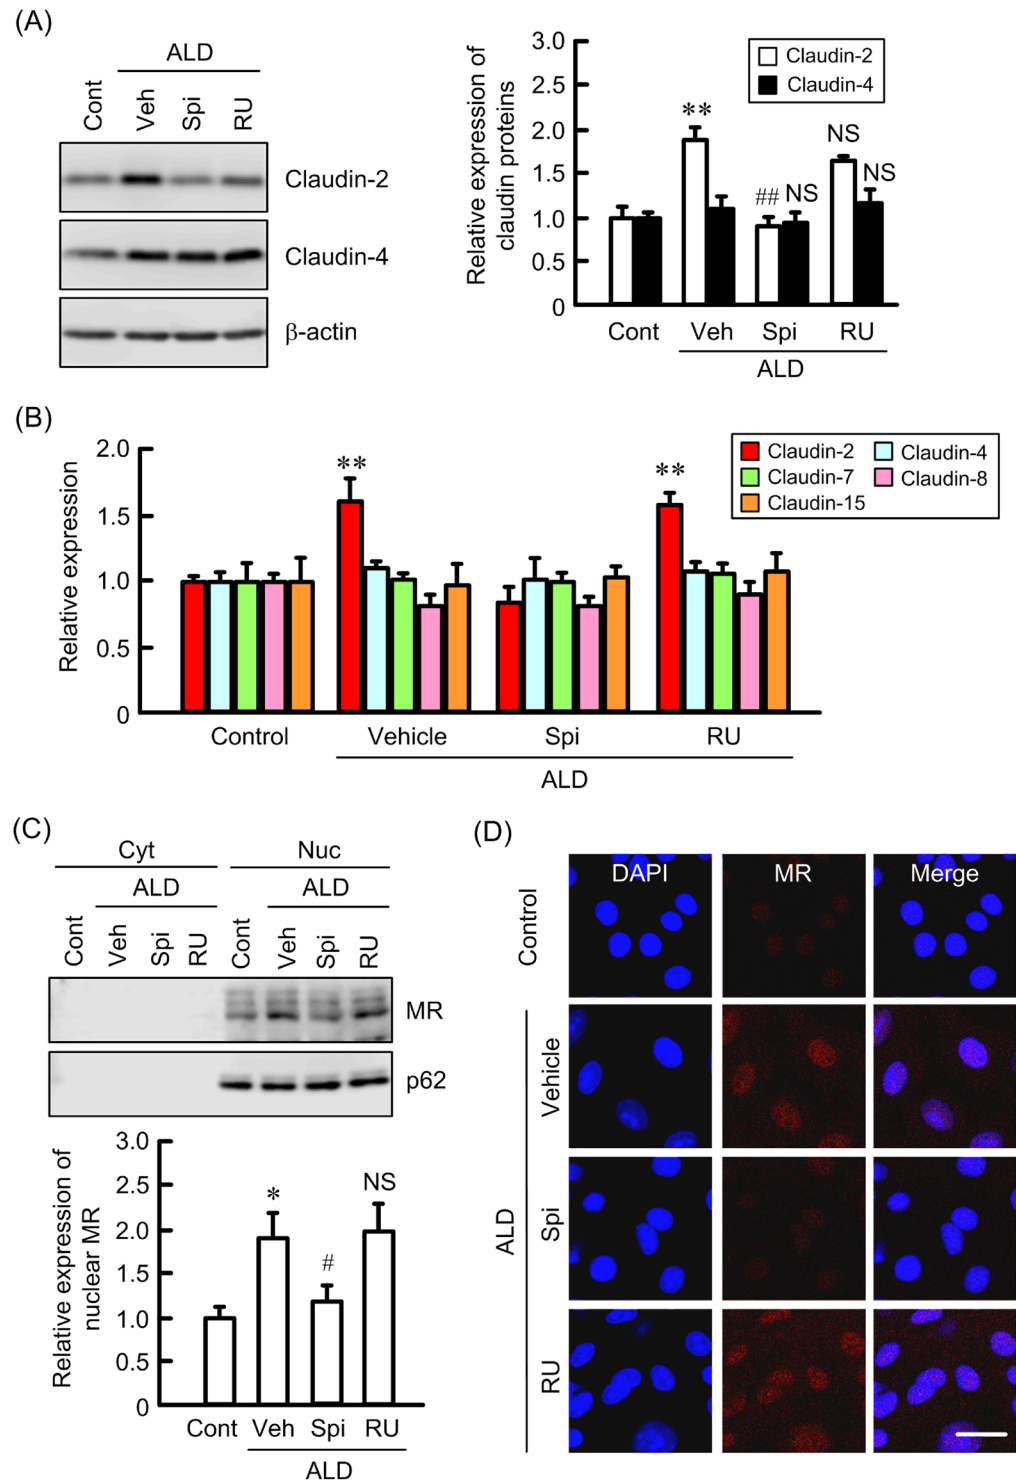 (A)
ALD
Cont
Veh
Spi
RU
Claudin-2
Claudin-4
β-actin
Relative expression of
claudin proteins
3.0
2.5
2.0
1.5
1.0
0.5
0
Claudin-2
Claudin-4
**
##
NS
NS
NS
Cont
Veh
Spi
RU
ALD
(B)
Relative expression
2.0
1.5
1.0
0.5
0
**
**
Claudin-2
Claudin-4
Claudin-7
Claudin-8
Claudin-15
Control
Vehicle
Spi
RU
ALD
(C)
Cyt
Nuc
ALD
ALD
Cont
Veh
Spi
RU
Cont
Veh
Spi
RU
MR
p62
Relative expression of
nuclear MR
3.0
2.5
2.0
1.5
1.0
0.5
0
*
#
NS
Cont
Veh
Spi
RU
ALD
(D)
DAPI
MR
Merge
Control
ALD
Vehicle
Spi
RU